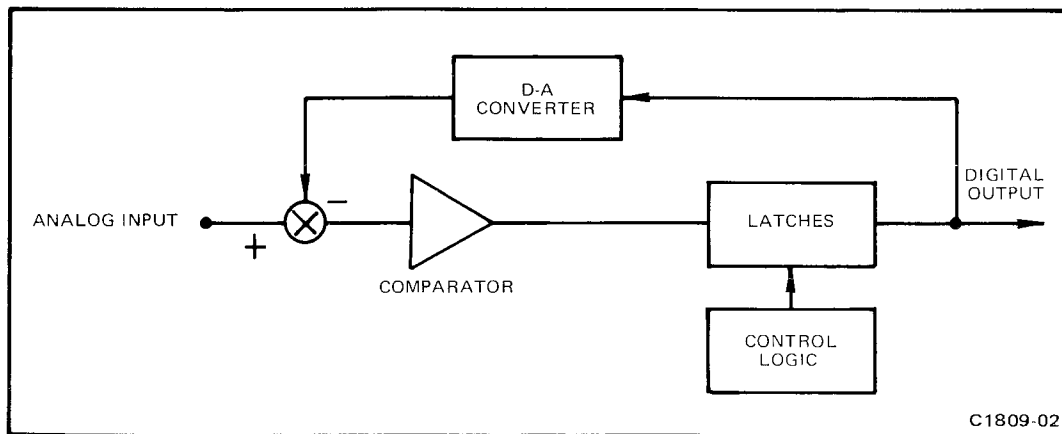 D-A
CONVERTER
DIGITAL
OUTPUT
ANALOG INPUT
+
−
COMPARATOR
LATCHES
CONTROL
LOGIC
C1809-02